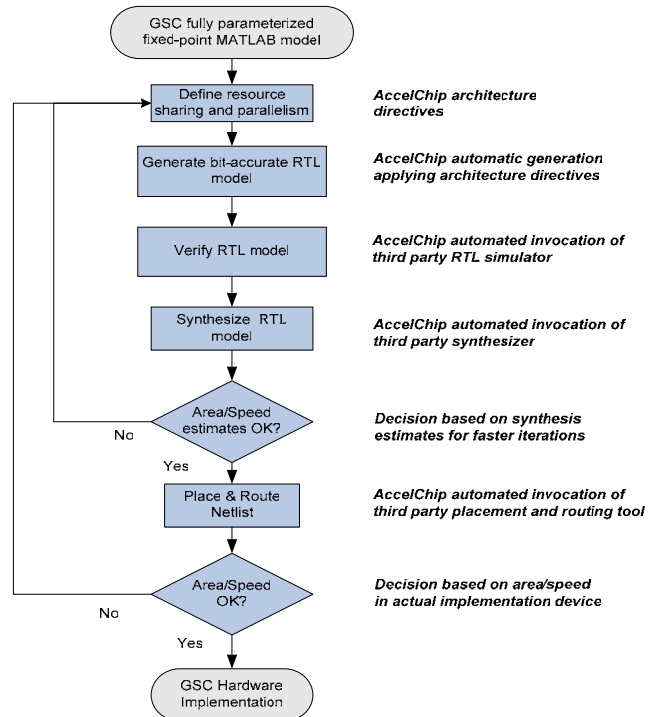 GSC fully parameterized
fixed-point MATLAB model
Define resource
sharing and parallelism
AccelChip architecture
directives
Generate bit-accurate RTL
model
AccelChip automatic generation
applying architecture directives
Verify RTL model
AccelChip automated invocation of
third party RTL simulator
Synthesize RTL
model
AccelChip automated invocation of
third party synthesizer
Area/Speed
estimates OK?
Decision based on synthesis
estimates for faster iterations
No
Yes
Place & Route
Netlist
AccelChip automated invocation of
third party placement and routing tool
Area/Speed
OK?
Decision based on area/speed
in actual implementation device
No
Yes
GSC Hardware
Implementation